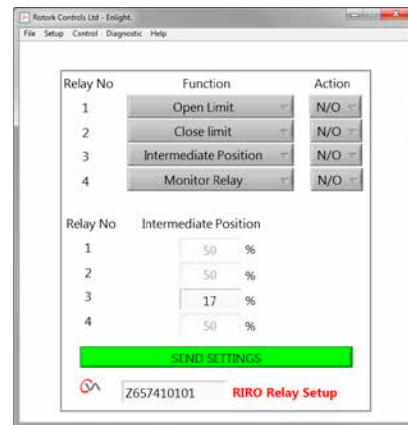 Rotork Controls Ltd - Enlight.
File Setup Control Diagnostic Help
Relay No Function Action
1 Open Limit N/O
2 Close limit N/O
3 Intermediate Position N/O
4 Monitor Relay N/O
Relay No Intermediate Position
1 50 %
2 50 %
3 17 %
4 50 %
SEND SETTINGS
Z657410101 RIRO Relay Setup